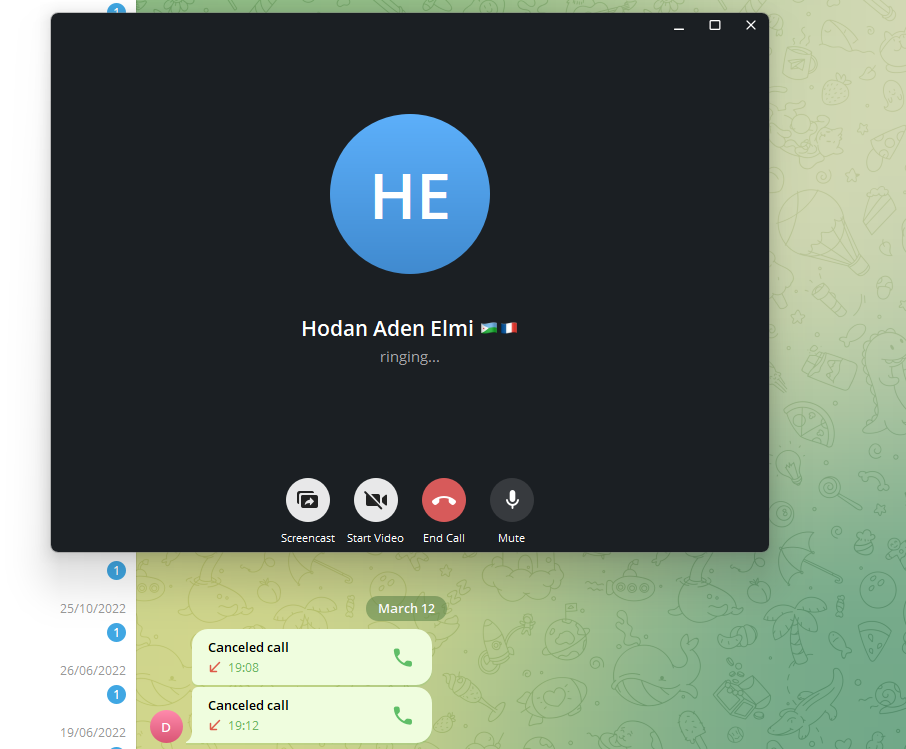 1
HE
Hodan Aden Elmi 🇩🇯 🇫🇷
ringing...
Screencast
Start Video
End Call
Mute
1
25/10/2022
1
26/06/2022
1
19/06/2022
March 12
Canceled call
19:08
Canceled call
19:12
D